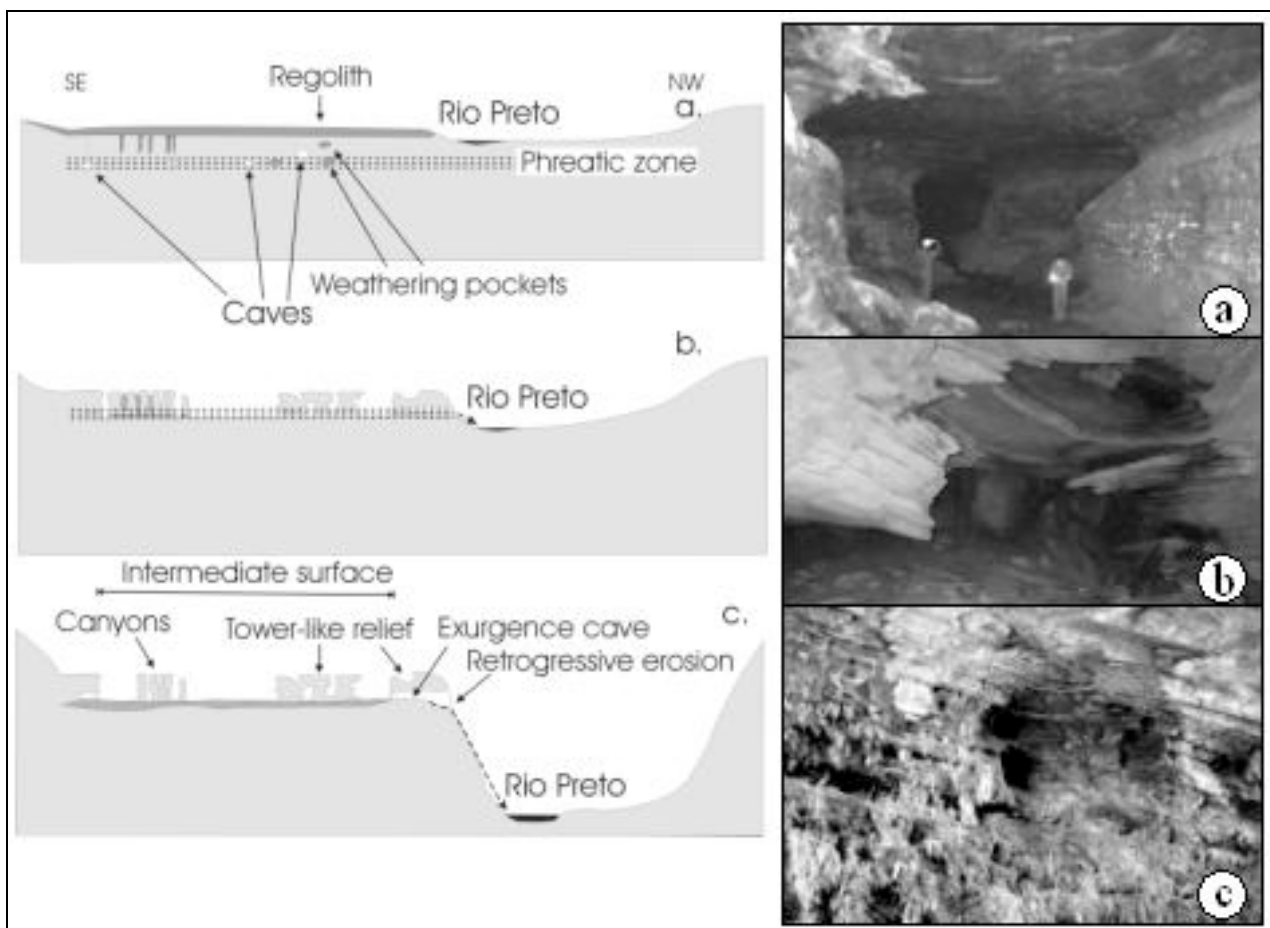 SE
Regolith
NW
a.
Rio Preto
Phreatic zone
Weathering pockets
Caves
b.
Rio Preto
Intermediate surface
c.
Canyons
Tower-like relief
Exurgence cave
Retrogressive erosion
Rio Preto
a
b
c